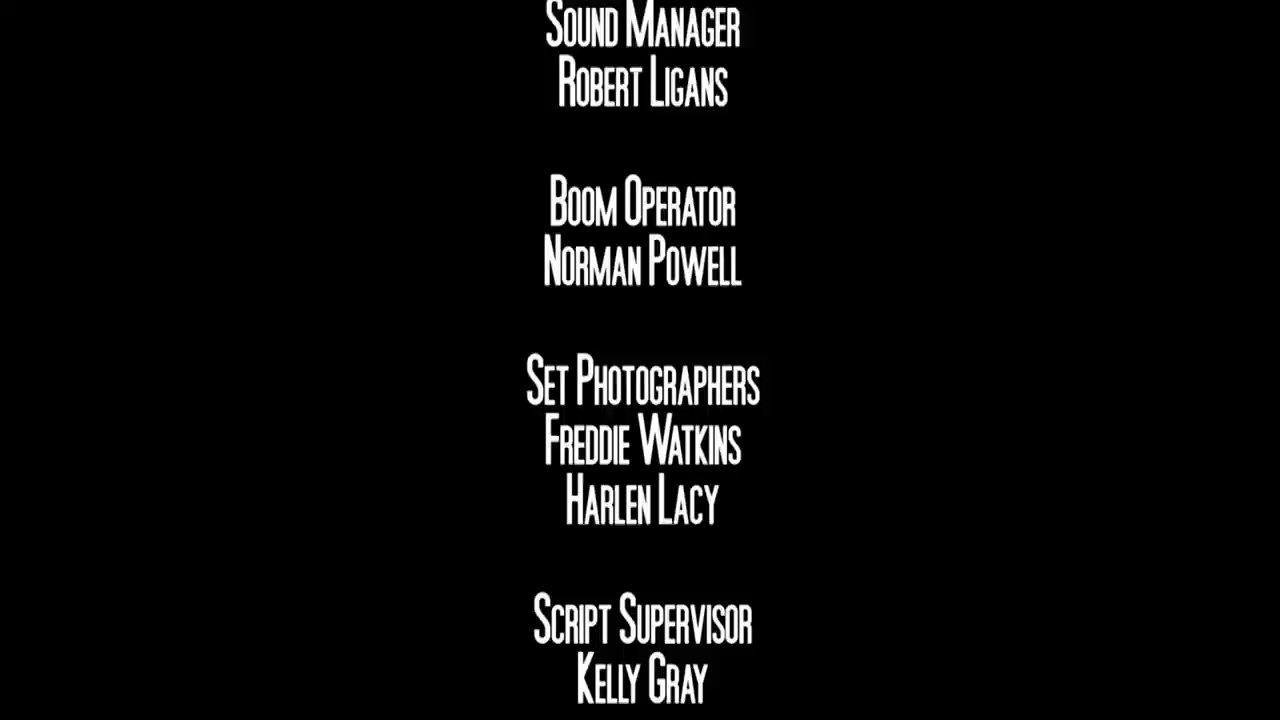 Sound Manager
Robert Ligans
Boom Operator
Norman Powell
Set Photographers
Freddie Watkins
Harlen Lacy
Script Supervisor
Kelly Gray